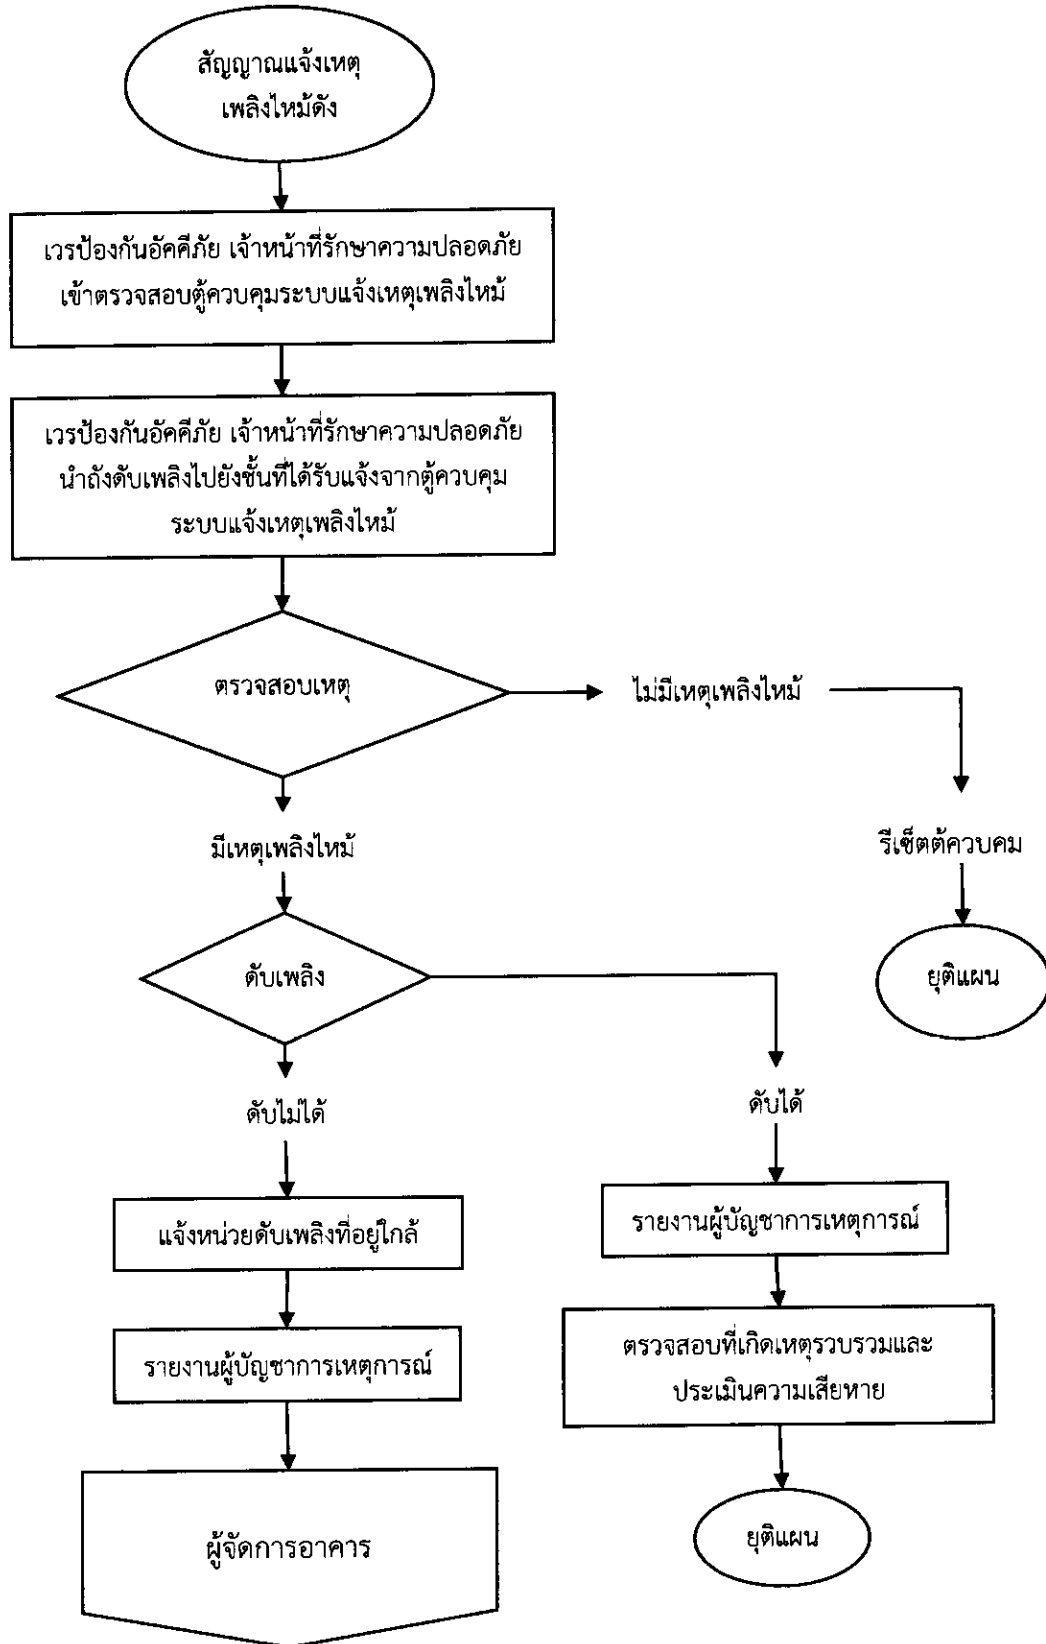 สัญญาณแจ้งเหตุ
เพลิงไหม้ดัง
เวรป้องกันอัคคีภัย เจ้าหน้าที่รักษาความปลอดภัย
เข้าตรวจสอบตู้ควบคุมระบบแจ้งเหตุเพลิงไหม้
เวรป้องกันอัคคีภัย เจ้าหน้าที่รักษาความปลอดภัย
นำถังดับเพลิงไปยังชั้นที่ได้รับแจ้งจากตู้ควบคุม
ระบบแจ้งเหตุเพลิงไหม้
ตรวจสอบเหตุ
ไม่มีเหตุเพลิงไหม้
มีเหตุเพลิงไหม้
รีเซ็ตต้ควบคม
ดับเพลิง
ยุติแผน
ดับไม่ได้
ดับได้
แจ้งหน่วยดับเพลิงที่อยู่ใกล้
รายงานผู้บัญชาการเหตุการณ์
รายงานผู้บัญชาการเหตุการณ์
ตรวจสอบที่เกิดเหตุรวบรวมและ
ประเมินความเสียหาย
ผู้จัดการอาคาร
ยุติแผน